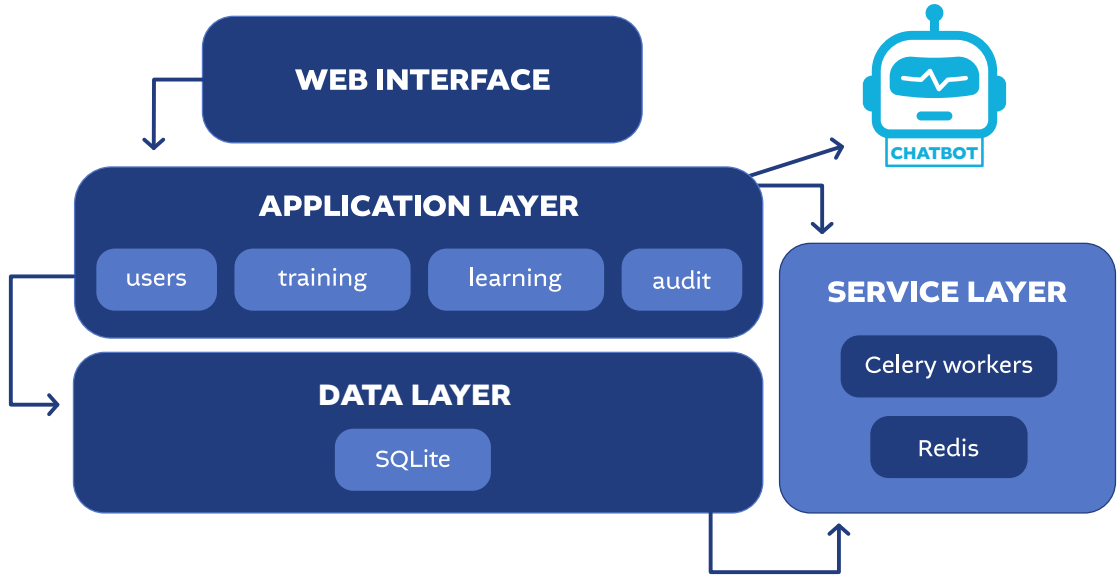 WEB INTERFACE
CHATBOT
APPLICATION LAYER
users
training
learning
audit
SERVICE LAYER
Celery workers
Redis
DATA LAYER
SQLite